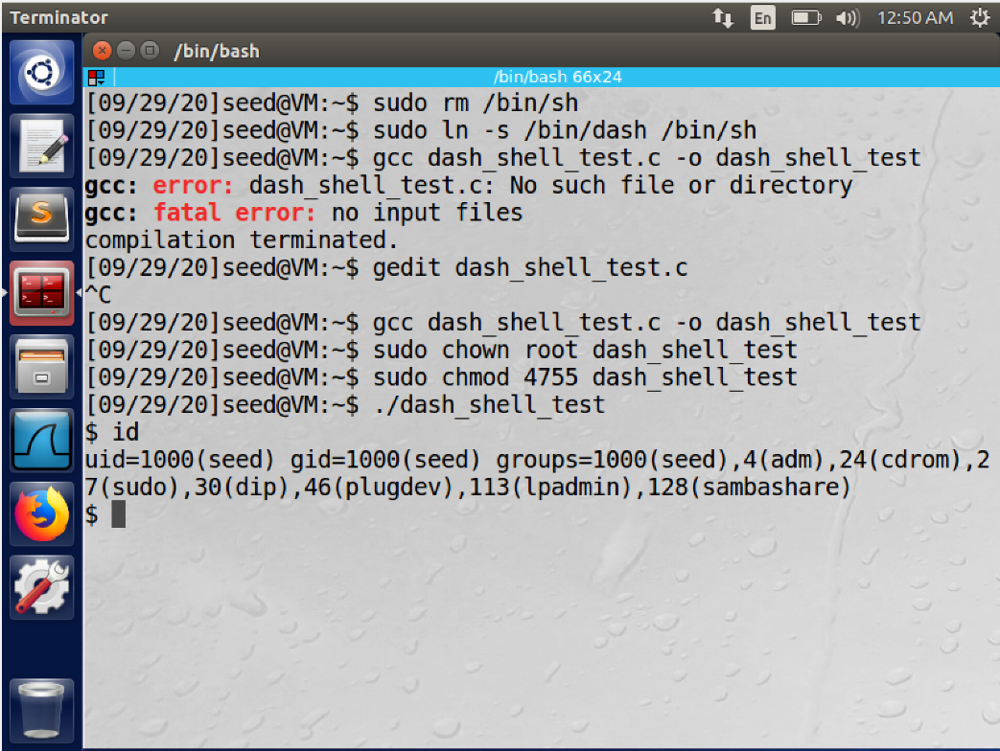 Terminator
En
12:50 AM
/bin/bash
/bin/bash 66x24
[09/29/20]seed@VM:~$ sudo rm /bin/sh
[09/29/20]seed@VM:~$ sudo ln -s /bin/dash /bin/sh
[09/29/20]seed@VM:~$ gcc dash_shell_test.c -o dash_shell_test
gcc: error: dash_shell_test.c: No such file or directory
gcc: fatal error: no input files
compilation terminated.
[09/29/20]seed@VM:~$ gedit dash_shell_test.c
^C
[09/29/20]seed@VM:~$ gcc dash_shell_test.c -o dash_shell_test
[09/29/20]seed@VM:~$ sudo chown root dash_shell_test
[09/29/20]seed@VM:~$ sudo chmod 4755 dash_shell_test
[09/29/20]seed@VM:~$ ./dash_shell_test
$ id
uid=1000(seed) gid=1000(seed) groups=1000(seed),4(adm),24(cdrom),2
7(sudo),30(dip),46(plugdev),113(lpadmin),128(sambashare)
$